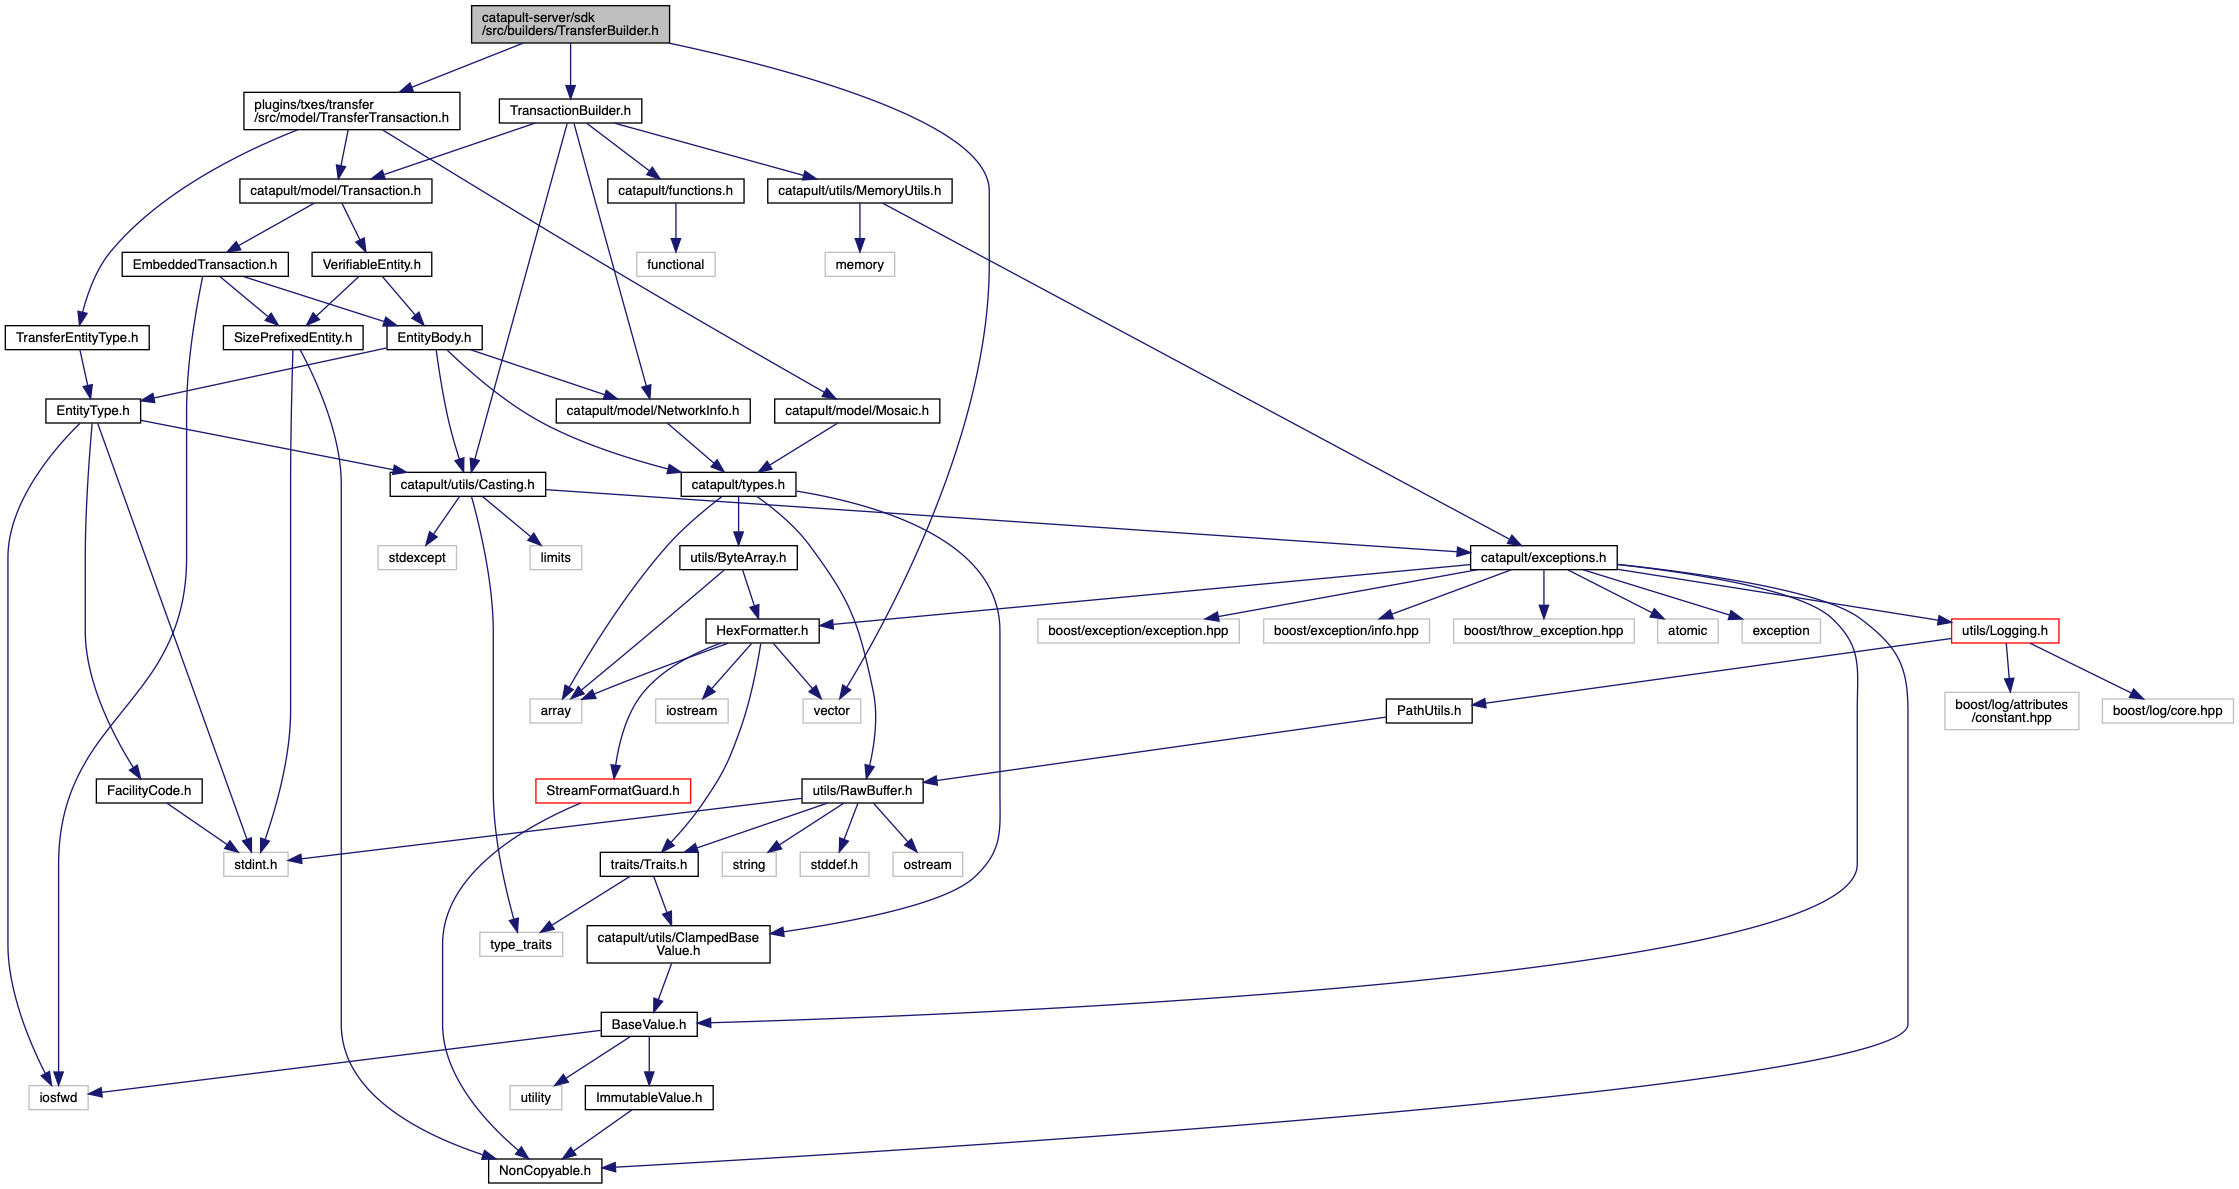 catapult-server/sdk
/src/builders/TransferBuilder.h
plugins/txes/transfer
/src/model/TransferTransaction.h
TransactionBuilder.h
catapult/model/Transaction.h
catapult/functions.h
catapult/utils/MemoryUtils.h
EmbeddedTransaction.h
VerifiableEntity.h
functional
memory
TransferEntityType.h
SizePrefixedEntity.h
EntityBody.h
EntityType.h
catapult/model/NetworkInfo.h
catapult/model/Mosaic.h
catapult/utils/Casting.h
catapult/types.h
stdexcept
limits
utils/ByteArray.h
catapult/exceptions.h
HexFormatter.h
boost/exception/exception.hpp
boost/exception/info.hpp
boost/throw_exception.hpp
atomic
exception
utils/Logging.h
array
iostream
vector
PathUtils.h
boost/log/attributes
/constant.hpp
boost/log/core.hpp
FacilityCode.h
StreamFormatGuard.h
utils/RawBuffer.h
stdint.h
traits/Traits.h
string
stddef.h
ostream
type_traits
catapult/utils/ClampedBase
Value.h
BaseValue.h
iosfwd
utility
ImmutableValue.h
NonCopyable.h